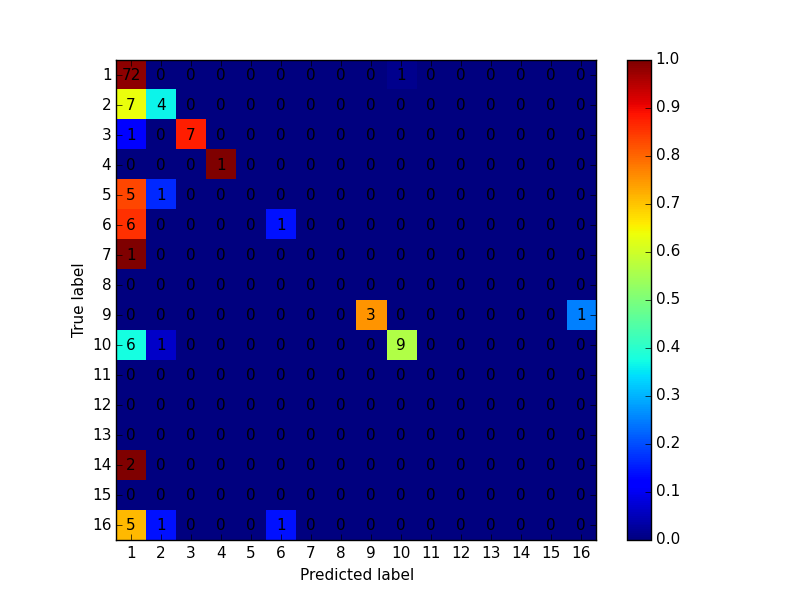 1 72 0 0 0 0 0 0 0 0 1 0 0 0 0 0 0
2 7 4 0 0 0 0 0 0 0 0 0 0 0 0 0 0
3 1 0 7 0 0 0 0 0 0 0 0 0 0 0 0 0
4 0 0 0 1 0 0 0 0 0 0 0 0 0 0 0 0
5 5 1 0 0 0 0 0 0 0 0 0 0 0 0 0 0
6 6 0 0 0 0 1 0 0 0 0 0 0 0 0 0 0
7 1 0 0 0 0 0 0 0 0 0 0 0 0 0 0 0
8 0 0 0 0 0 0 0 0 0 0 0 0 0 0 0 0
9 0 0 0 0 0 0 0 0 3 0 0 0 0 0 0 1
10 6 1 0 0 0 0 0 0 0 9 0 0 0 0 0 0
11 0 0 0 0 0 0 0 0 0 0 0 0 0 0 0 0
12 0 0 0 0 0 0 0 0 0 0 0 0 0 0 0 0
13 0 0 0 0 0 0 0 0 0 0 0 0 0 0 0 0
14 2 0 0 0 0 0 0 0 0 0 0 0 0 0 0 0
15 0 0 0 0 0 0 0 0 0 0 0 0 0 0 0 0
16 5 1 0 0 0 1 0 0 0 0 0 0 0 0 0 0
1 2 3 4 5 6 7 8 9 10 11 12 13 14 15 16
Predicted label
True label
1.0
0.9
0.8
0.7
0.6
0.5
0.4
0.3
0.2
0.1
0.0